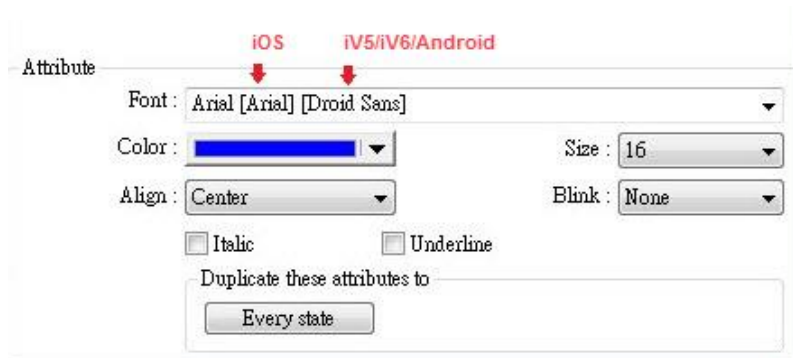 iOS iV5/iV6/Android
Attribute
Font : Arial [Arial] [Droid Sans]
Color : Size : 16
Align : Center Blink : None
Italic Underline
Duplicate these attributes to
Every state